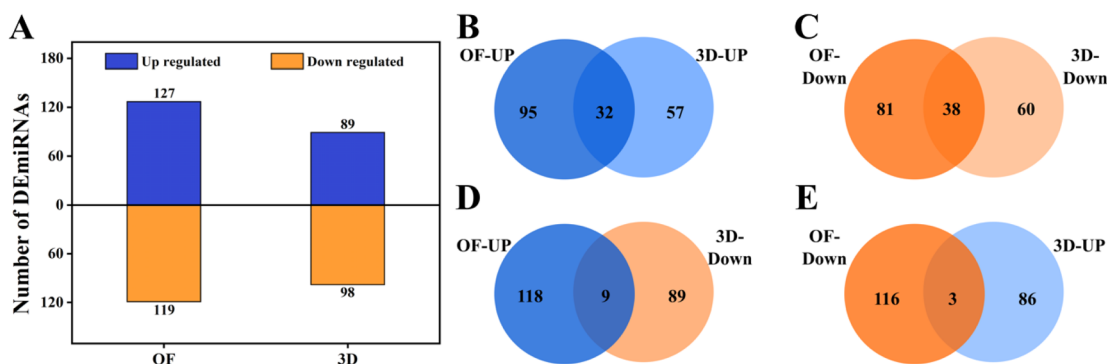 A
Number of DEmiRNAs
180
120
60
0
60
120
Up regulated
Down regulated
127
89
119
98
OF
3D
B
OF-UP
3D-UP
95
32
57
C
OF-
Down
3D-
Down
81
38
60
D
OF-UP
3D-
Down
118
9
89
E
OF-
Down
3D-UP
116
3
86